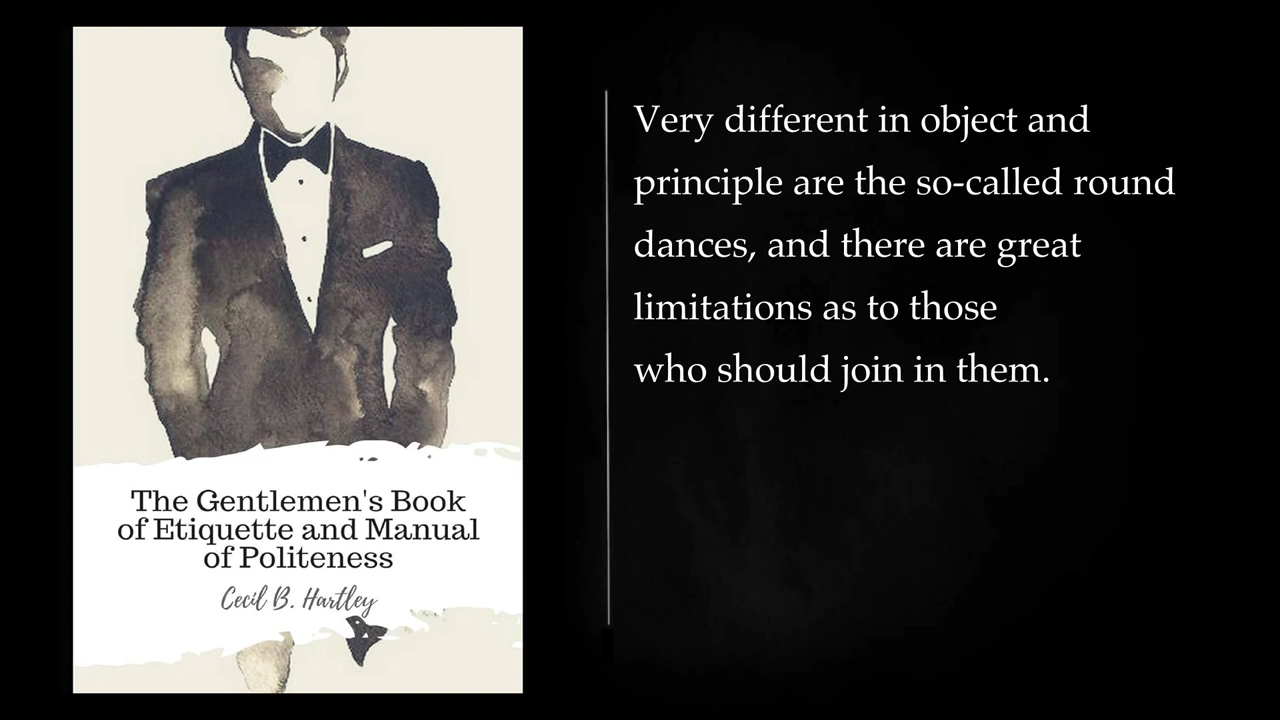 The Gentlemen's Book
of Etiquette and Manual
of Politeness
Cecil B. Hartley
Very different in object and
principle are the so-called round
dances, and there are great
limitations as to those
who should join in them.